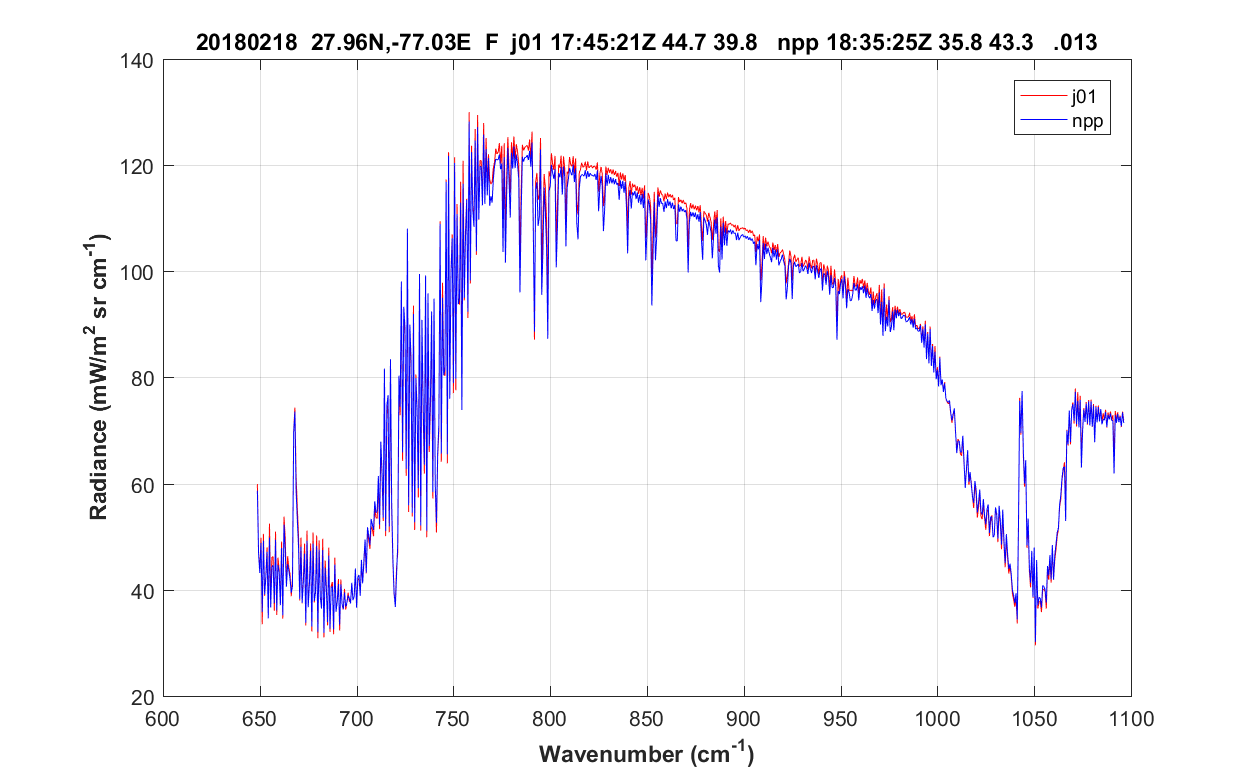 20180218  27.96N,-77.03E  F  j01 17:45:21Z 44.7 39.8   npp 18:35:25Z 35.8 43.3   .013
140
120
100
80
60
40
20
Radiance (mW/m² sr cm⁻¹)
j01
npp
600 650 700 750 800 850 900 950 1000 1050 1100
Wavenumber (cm⁻¹)